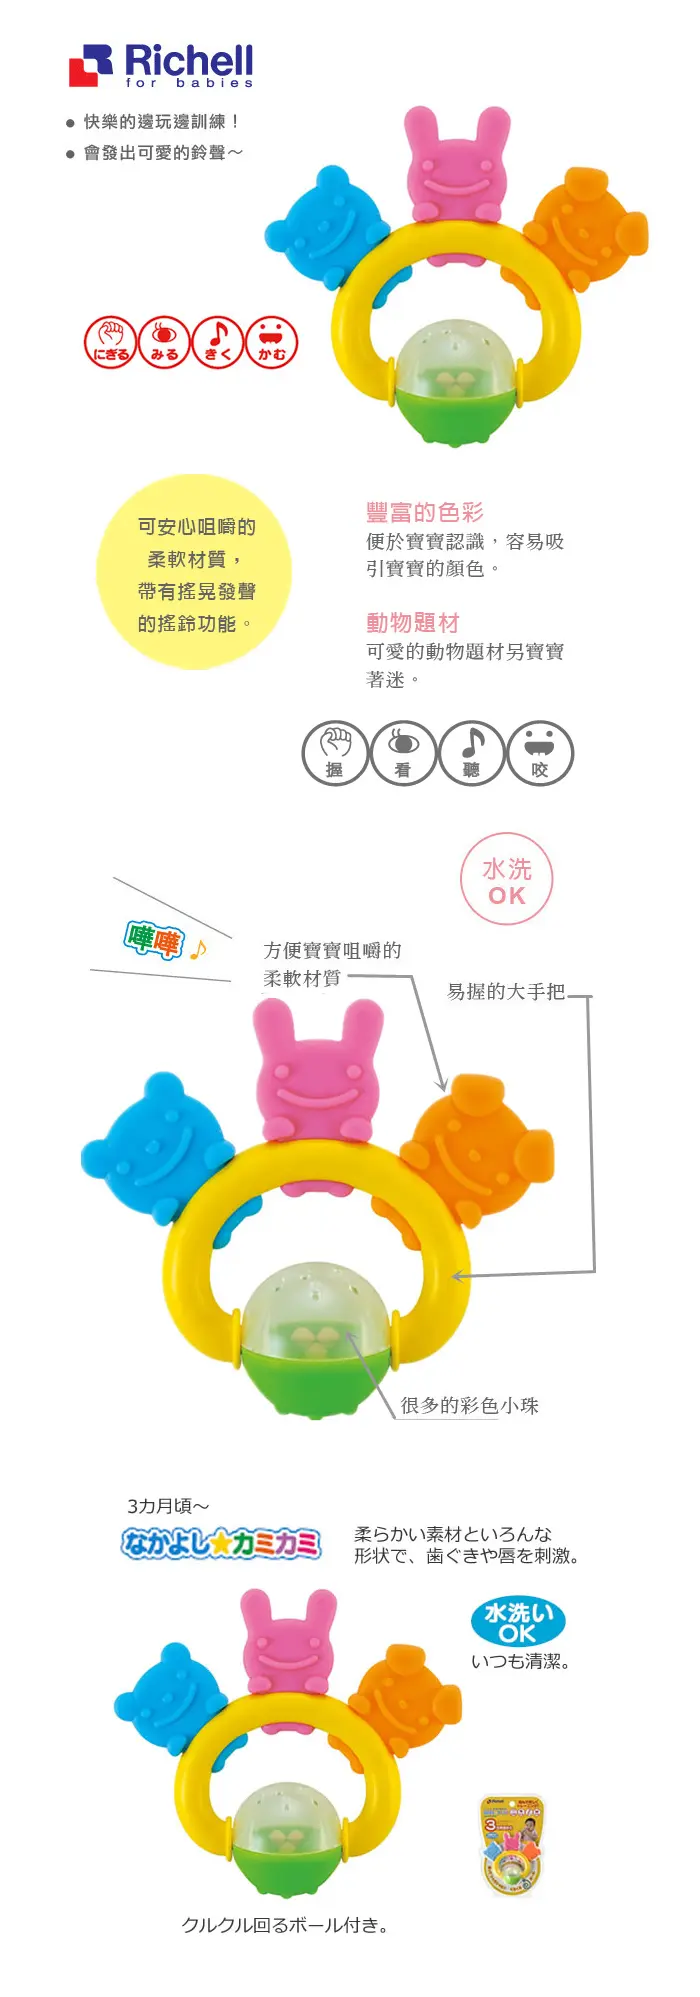 Richell
for babies
● 快樂的邊玩邊訓練！
● 會發出可愛的鈴聲～
にぎる みる きく かむ
可安心咀嚼的
柔軟材質，
帶有搖晃發聲
的搖鈴功能。
豐富的色彩
便於寶寶認識，容易吸
引寶寶的顏色。
動物題材
可愛的動物題材另寶寶
著迷。
握 看 聽 咬
水洗
OK
嘩嘩♪
方便寶寶咀嚼的
柔軟材質
易握的大手把
很多的彩色小珠
3カ月頃～
なかよし★カミカミ
柔らかい素材といろんな
形状で、歯ぐきや唇を刺激。
水洗い
OK
いつも清潔。
Richell
3
クルクル回るボール付き。